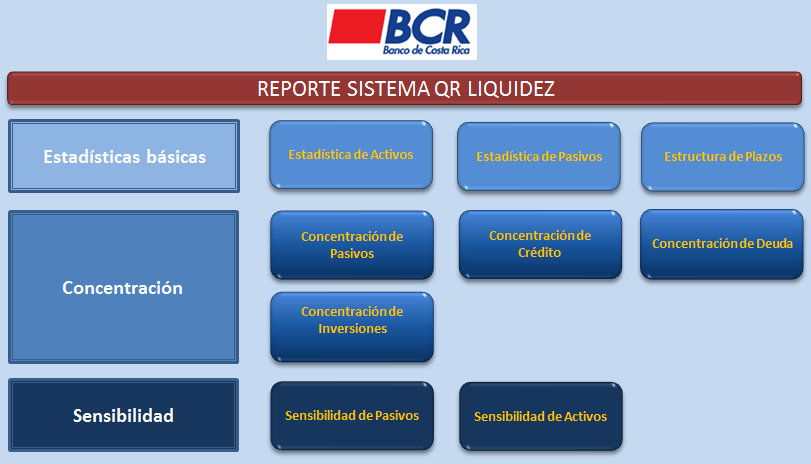 BCR
Banco de Costa Rica
REPORTE SISTEMA QR LIQUIDEZ
Estadísticas básicas
Estadística de Activos
Estadística de Pasivos
Estructura de Plazos
Concentración
Concentración de
Pasivos
Concentración de
Crédito
Concentración de Deuda
Concentración de
Inversiones
Sensibilidad
Sensibilidad de Pasivos
Sensibilidad de Activos